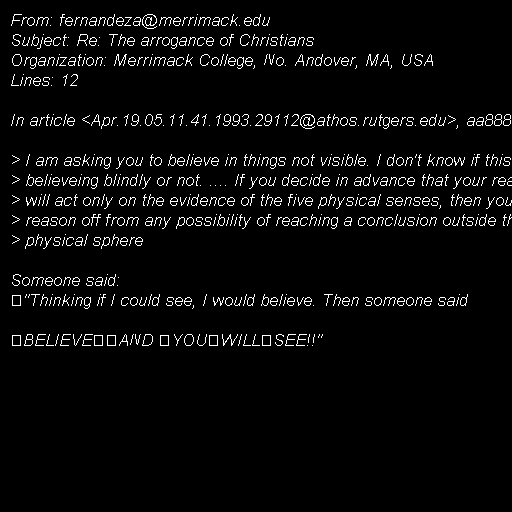 From: fernandeza@merrimack.edu
Subject: Re: The arrogance of Christians
Organization: Merrimack College, No. Andover, MA, USA
Lines: 12
In article <Apr.19.05.11.41.1993.29112@athos.rutgers.edu>, aa888
> I am asking you to believe in things not visible. I don't know if this
> believeing blindly or not. .... If you decide in advance that your rea
> will act only on the evidence of the five physical senses, then you
> reason off from any possibility of reaching a conclusion outside th
> physical sphere
Someone said:
"Thinking if I could see, I would believe. Then someone said
BELIEVE AND YOU WILL SEE!!"